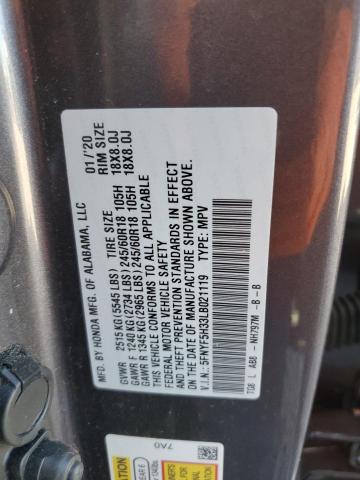 MFD. BY HONDA MFG. OF ALABAMA, LLC 01/'20
TIRE SIZE RIM SIZE
GVWR 2515 KG (5545 LBS)
GAWR F 1240 KG (2734 LBS) 245/60R18 105H 18X8.0J
GAWR R 1345 KG (2965 LBS) 245/60R18 105H 18X8.0J
THIS VEHICLE CONFORMS TO ALL APPLICABLE
FEDERAL MOTOR VEHICLE SAFETY STANDARDS IN EFFECT
ON THE DATE OF MANUFACTURE SHOWN ABOVE.
V.I.N.: 5FNYF5H33LB021119 TYPE: MPV
TG8 L AB8 - NH797M -B -B
7A0